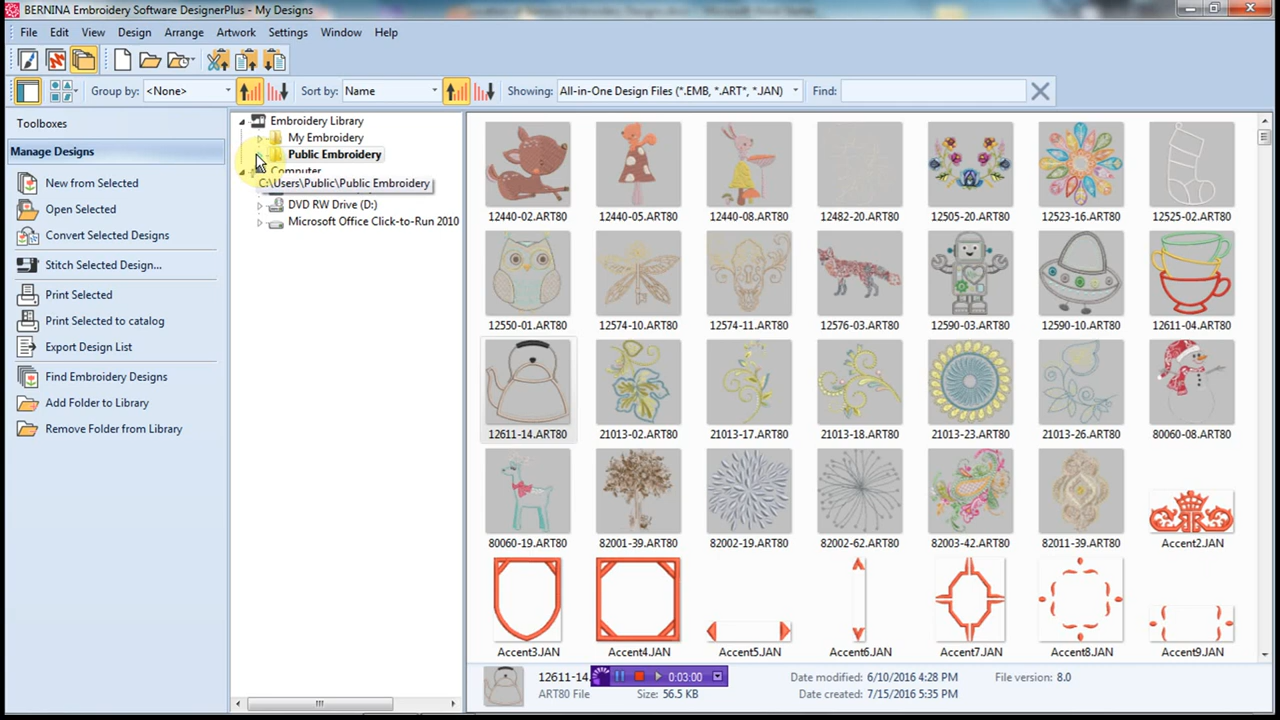 BERNINA Embroidery Software DesignerPlus - My Designs
File Edit View Design Arrange Artwork Settings Window Help
Group by: <None> Sort by: Name Showing: All-in-One Design Files (*.EMB, *.ART*, *.JAN) Find:
Toolboxes
Manage Designs
New from Selected
Open Selected
Convert Selected Designs
Stitch Selected Design...
Print Selected
Print Selected to catalog
Export Design List
Find Embroidery Designs
Add Folder to Library
Remove Folder from Library
Embroidery Library
My Embroidery
Public Embroidery
Computer
C:\Users\Public\Public Embroidery
DVD RW Drive (D:)
Microsoft Office Click-to-Run 2010
12440-02.ART80 12440-05.ART80 12440-08.ART80 12482-20.ART80 12505-20.ART80 12523-16.ART80 12525-02.ART80
12550-01.ART80 12574-10.ART80 12574-11.ART80 12576-03.ART80 12590-03.ART80 12590-10.ART80 12611-04.ART80
12611-14.ART80 21013-02.ART80 21013-17.ART80 21013-18.ART80 21013-23.ART80 21013-26.ART80 80060-08.ART80
80060-19.ART80 82001-39.ART80 82002-19.ART80 82002-62.ART80 82003-42.ART80 82011-39.ART80 Accent2.JAN
Accent3.JAN Accent4.JAN Accent5.JAN Accent6.JAN Accent7.JAN Accent8.JAN Accent9.JAN
12611-14. 0:03:00 Date modified: 6/10/2016 4:28 PM File version: 8.0
ART80 File Size: 56.5 KB Date created: 7/15/2016 5:35 PM